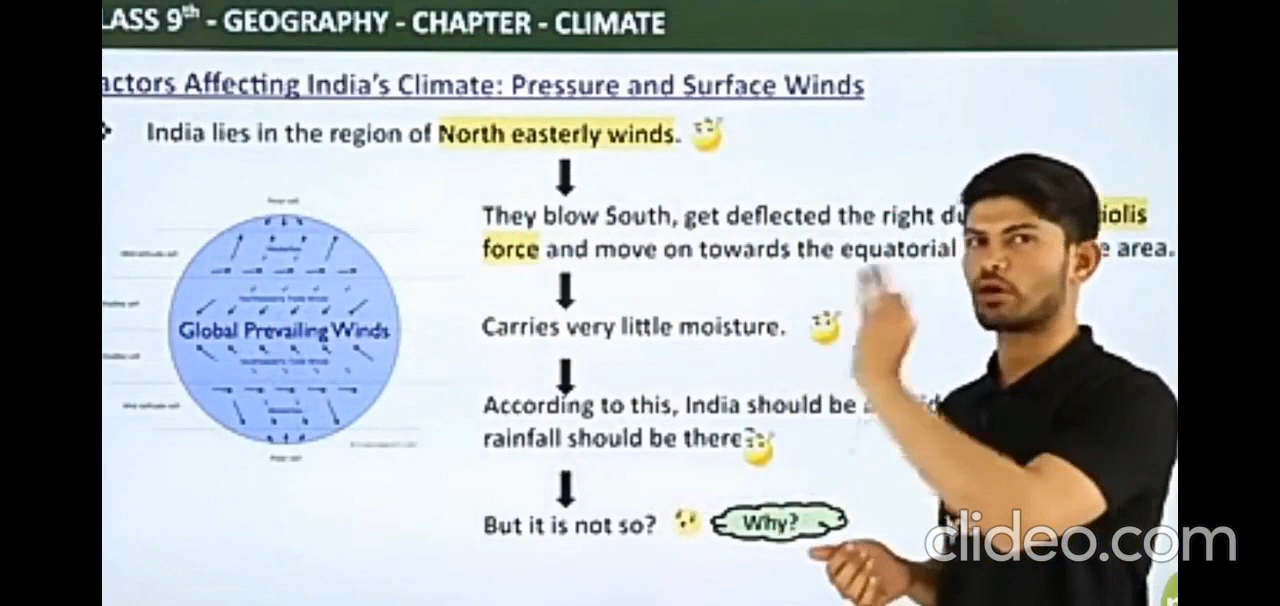 LASS 9th - GEOGRAPHY - CHAPTER - CLIMATE
actors Affecting India's Climate: Pressure and Surface Winds
India lies in the region of North easterly winds.
They blow South, get deflected the right du iolis
force and move on towards the equatorial e area.
Carries very little moisture.
Global Prevailing Winds
According to this, India should be
rainfall should be there?
But it is not so?
Why?
clideo.com